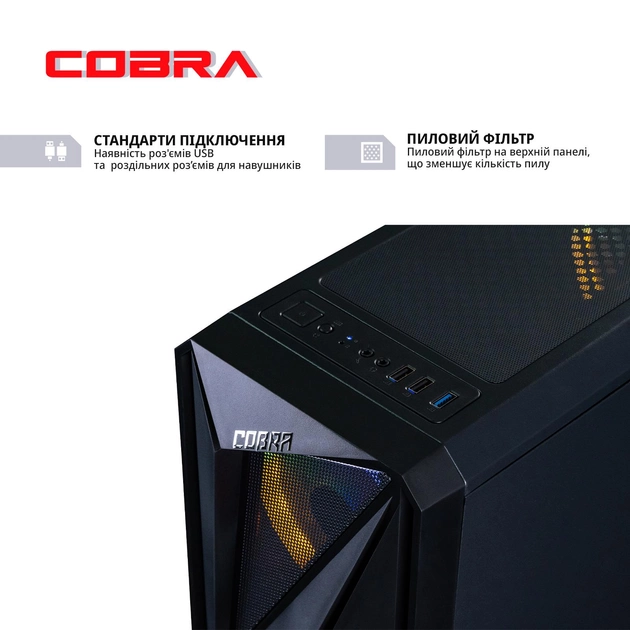 COBRA
СТАНДАРТИ ПІДКЛЮЧЕННЯ
Наявність роз'ємів USB
та роздільних роз’ємів для навушників
ПИЛОВИЙ ФІЛЬТР
Пиловий фільтр на верхній панелі,
що зменшує кількість пилу
COBRA